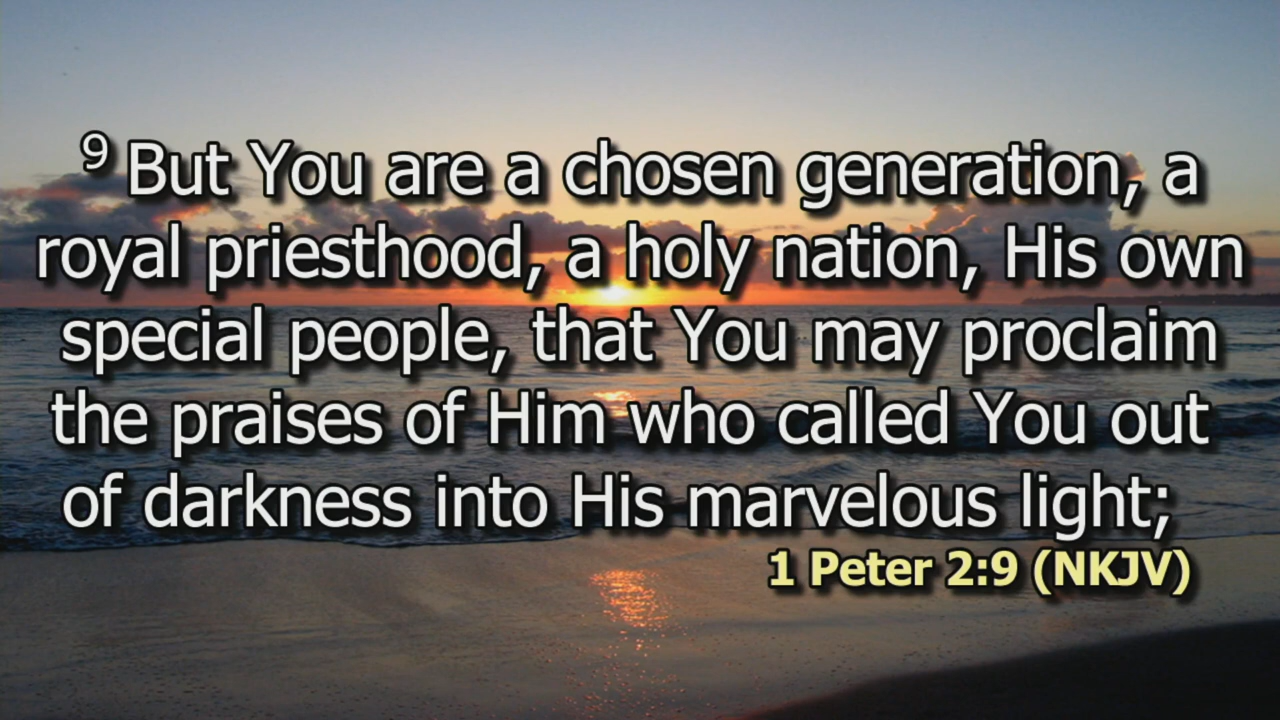 9 But You are a chosen generation, a
royal priesthood, a holy nation, His own
special people, that You may proclaim
the praises of Him who called You out
of darkness into His marvelous light;
1 Peter 2:9 (NKJV)